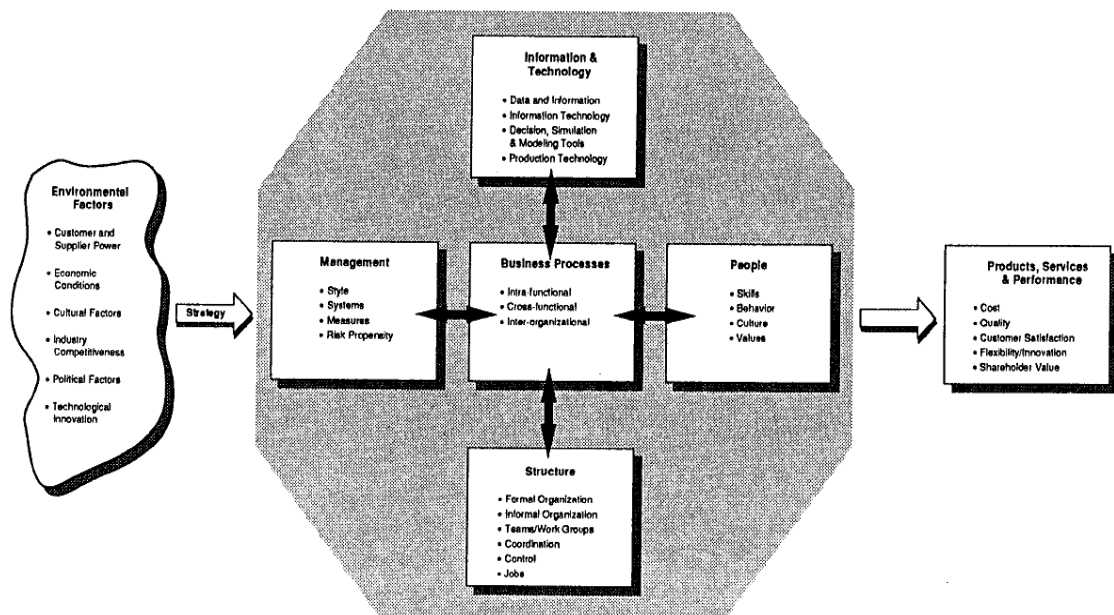 Environmental
Factors
• Customer and
Supplier Power
• Economic
Conditions
• Cultural Factors
• Industry
Competitiveness
• Political Factors
• Technological
Innovation
Strategy
Information &
Technology
• Data and Information
• Information Technology
• Decision, Simulation
& Modeling Tools
• Production Technology
Management
• Style
• Systems
• Measures
• Risk Propensity
Business Processes
• Intra-functional
• Cross-functional
• Inter-organizational
People
• Skills
• Behavior
• Culture
• Values
Structure
• Formal Organization
• Informal Organization
• Teams/Work Groups
• Coordination
• Control
• Jobs
Products, Services
& Performance
• Cost
• Quality
• Customer Satisfaction
• Flexibility/Innovation
• Shareholder Value